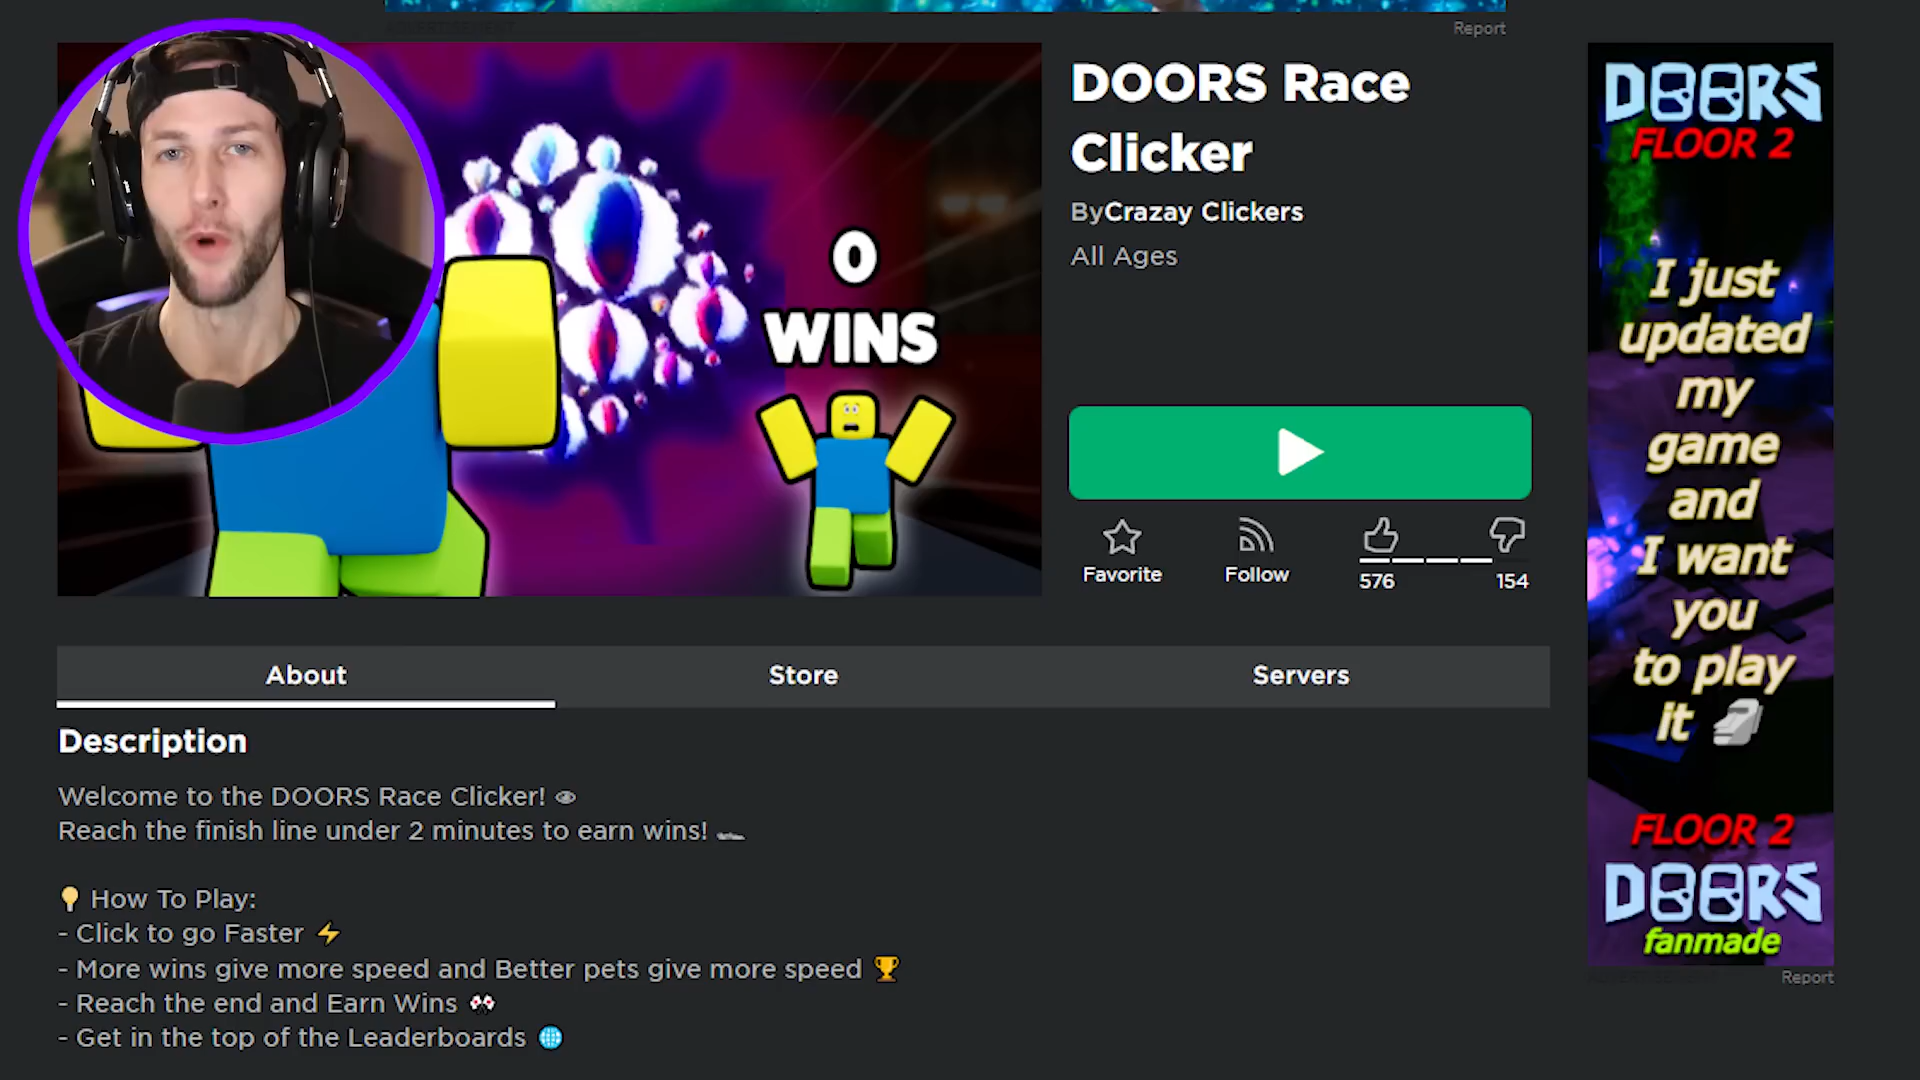 ADVERTISEMENT
Report
DOORS Race
Clicker
ByCrazay Clickers
All Ages
0
WINS
Favorite
Follow
576
154
About
Store
Servers
Description
Welcome to the DOORS Race Clicker! 👁
Reach the finish line under 2 minutes to earn wins! 👟
💡 How To Play:
- Click to go Faster ⚡
- More wins give more speed and Better pets give more speed 🏆
- Reach the end and Earn Wins 🎌
- Get in the top of the Leaderboards 🌐
DOORS
FLOOR 2
I just
updated
my
game
and
I want
you
to play
it 🗿
FLOOR 2
DOORS
fanmade
Report